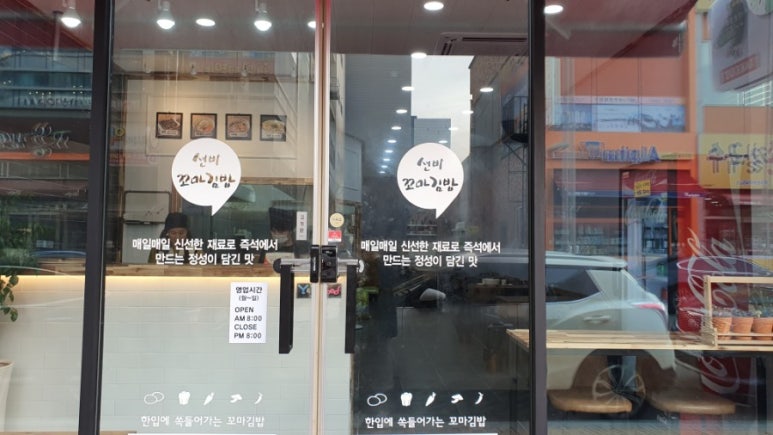 선비
꼬마김밥
매일매일 신선한 재료로 즉석에서
만드는 정성이 담긴 맛
영업시간
(월~일)
OPEN
AM 8:00
CLOSE
PM 8:00
한입에 쏙들어가는 꼬마김밥
선비
꼬마김밥
매일매일 신선한 재료로 즉석에서
만드는 정성이 담긴 맛
한입에 쏙들어가는 꼬마김밥